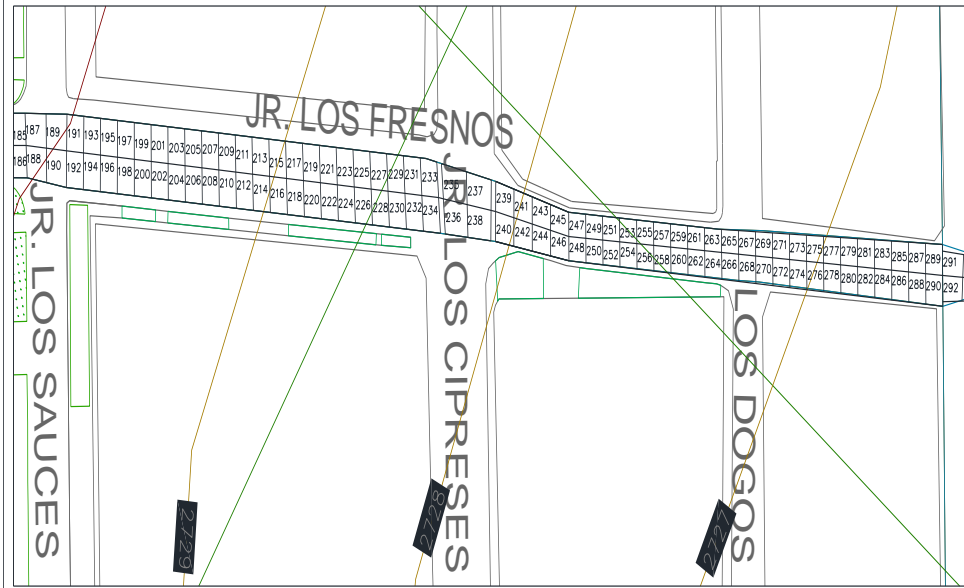 JR. LOS FRESNOS
185 187 189 191 193 195 197 199 201 203 205 207 209 211 213 215 217 219 221 223 225 227 229 231 233 235 237 239 241 243 245 247 249 251 253 255 257 259 261 263 265 267 269 271 273 275 277 279 281 283 285 287 289 291
186 188 190 192 194 196 198 200 202 204 206 208 210 212 214 216 218 220 222 224 226 228 230 232 234 236 238 240 242 244 246 248 250 252 254 256 258 260 262 264 266 268 270 272 274 276 278 280 282 284 286 288 290 292
JR. LOS SAUCES
JR. LOS CIPRESES
LOS DOGOS
2729
2728
2727